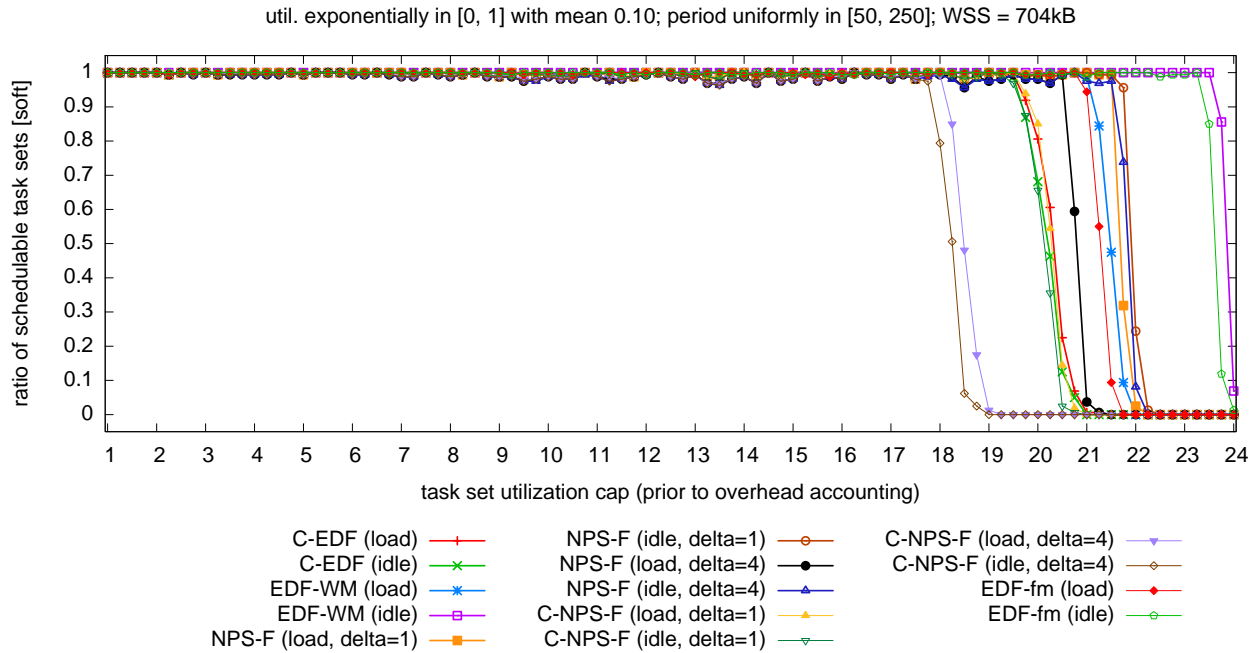 util. exponentially in [0, 1] with mean 0.10; period uniformly in [50, 250]; WSS = 704kB
ratio of schedulable task sets [soft]
1
0.9
0.8
0.7
0.6
0.5
0.4
0.3
0.2
0.1
0
1 2 3 4 5 6 7 8 9 10 11 12 13 14 15 16 17 18 19 20 21 22 23 24
task set utilization cap (prior to overhead accounting)
C-EDF (load)
C-EDF (idle)
EDF-WM (load)
EDF-WM (idle)
NPS-F (load, delta=1)
NPS-F (idle, delta=1)
NPS-F (load, delta=4)
NPS-F (idle, delta=4)
C-NPS-F (load, delta=1)
C-NPS-F (idle, delta=1)
C-NPS-F (load, delta=4)
C-NPS-F (idle, delta=4)
EDF-fm (load)
EDF-fm (idle)